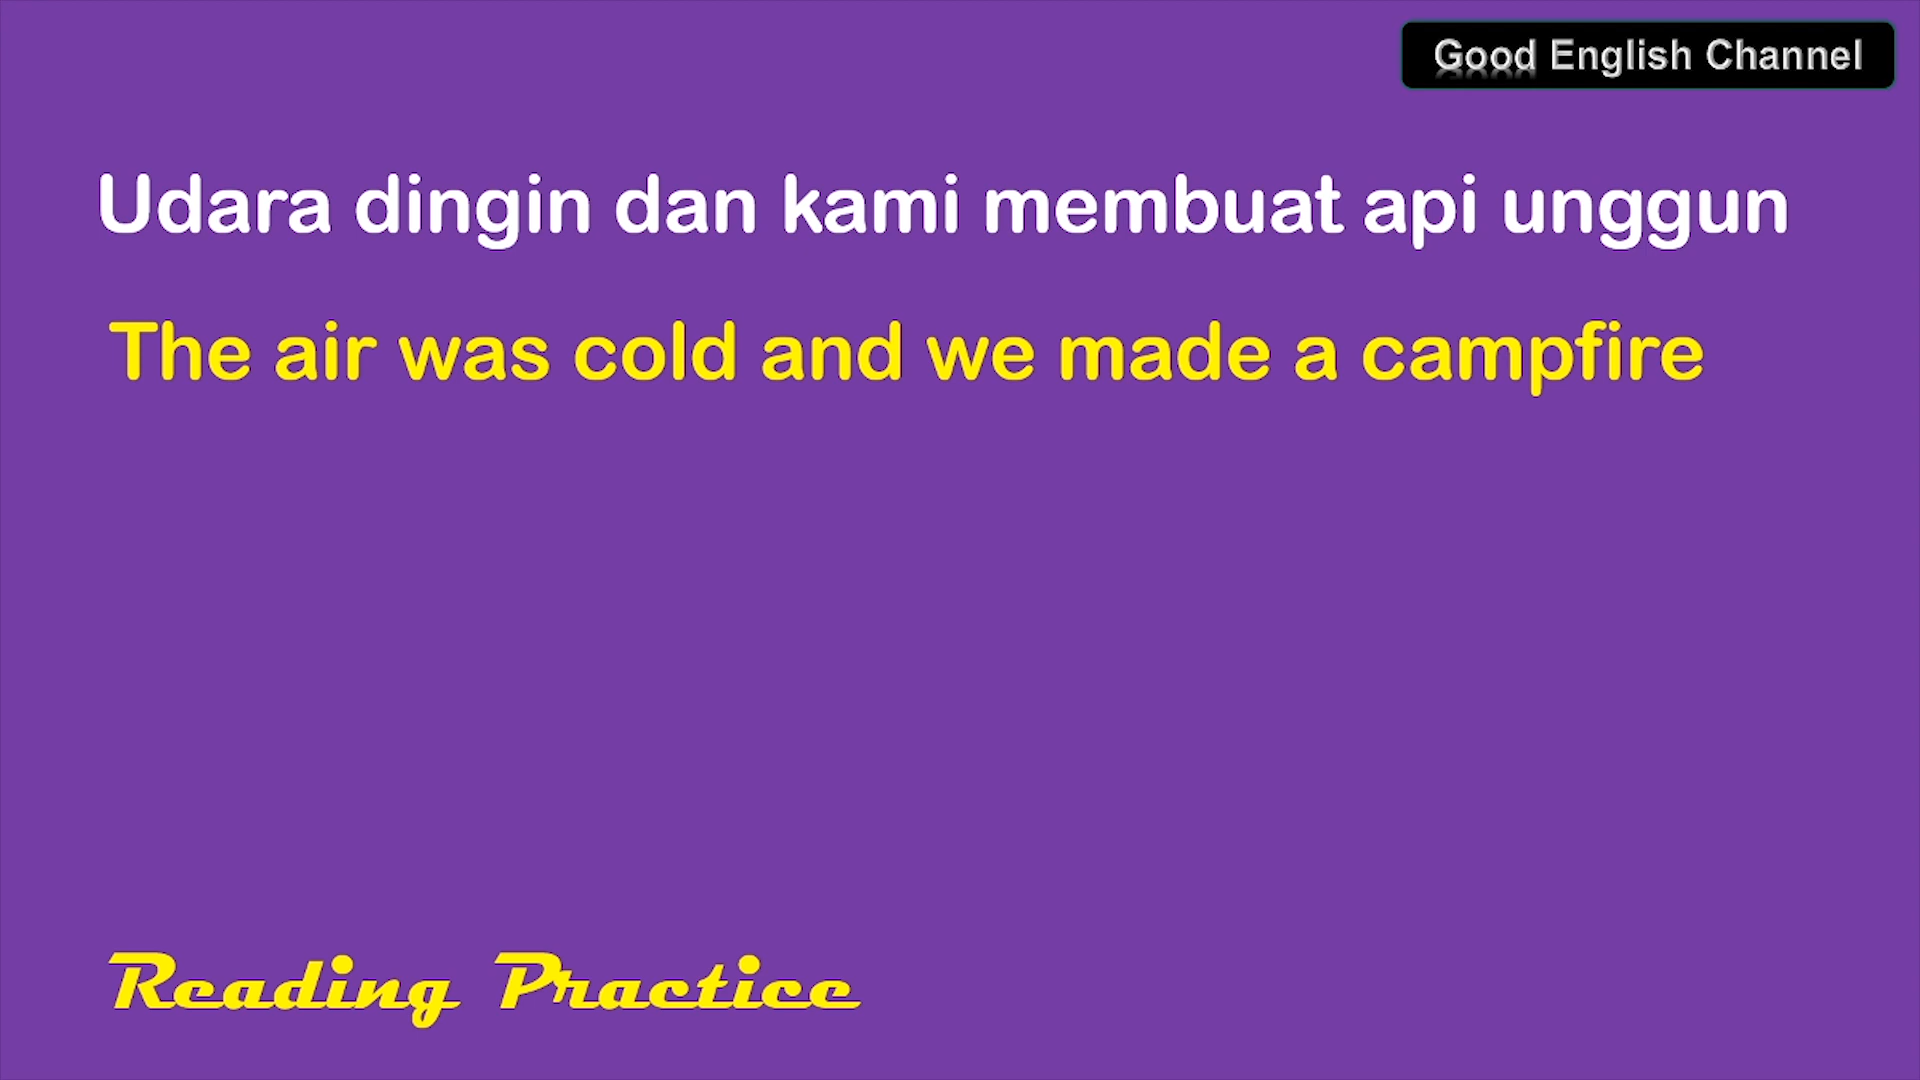 Good English Channel
Udara dingin dan kami membuat api unggun
The air was cold and we made a campfire
Reading Practice